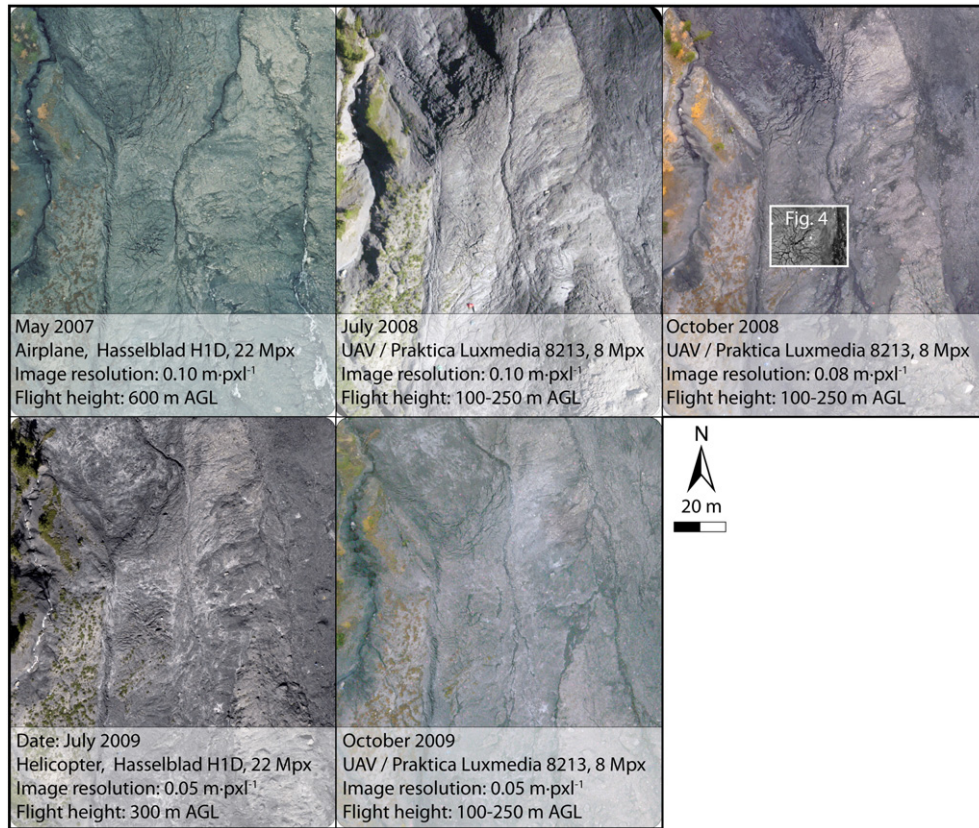 May 2007
Airplane, Hasselblad H1D, 22 Mpx
Image resolution: 0.10 m·pxl⁻¹
Flight height: 600 m AGL
July 2008
UAV / Praktica Luxmedia 8213, 8 Mpx
Image resolution: 0.10 m·pxl⁻¹
Flight height: 100-250 m AGL
Fig. 4
October 2008
UAV / Praktica Luxmedia 8213, 8 Mpx
Image resolution: 0.08 m·pxl⁻¹
Flight height: 100-250 m AGL
Date: July 2009
Helicopter, Hasselblad H1D, 22 Mpx
Image resolution: 0.05 m·pxl⁻¹
Flight height: 300 m AGL
October 2009
UAV / Praktica Luxmedia 8213, 8 Mpx
Image resolution: 0.05 m·pxl⁻¹
Flight height: 100-250 m AGL
N
20 m